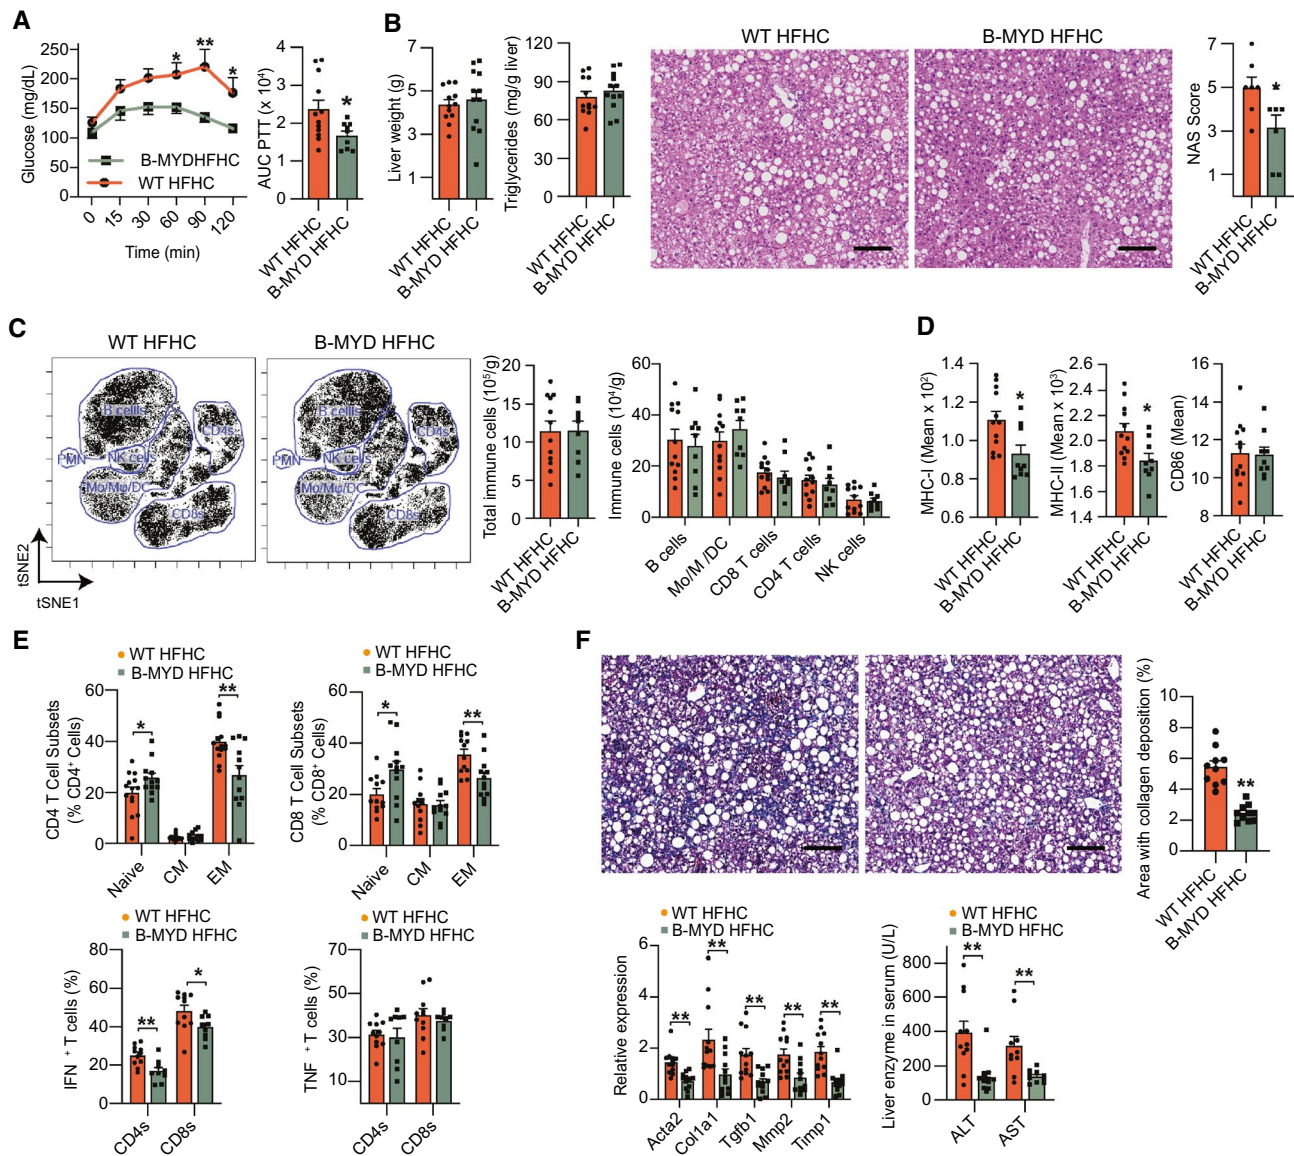 A
Glucose (mg/dL)
250
200
150
100
50
0
*
**
*
B-MYDHFHC
WT HFHC
0
15
30
60
90
120
Time (min)
AUC PTT (x 10⁴)
4
3
2
1
0
*
WT HFHC
B-MYD HFHC
B
Liver weight (g)
7
5
3
1
WT HFHC
B-MYD HFHC
Triglycerides (mg/g liver)
120
90
60
30
0
WT HFHC
B-MYD HFHC
WT HFHC
B-MYD HFHC
NAS Score
7
5
3
1
*
WT HFHC
B-MYD HFHC
C
WT HFHC
B cells
CD4s
PMN
NK cells
Mo/Mφ/DC
CD8s
B-MYD HFHC
B cells
CD4s
PMN
NK cells
Mo/Mφ/DC
CD8s
tSNE2
tSNE1
Total immune cells (10⁵/g)
20
15
10
5
0
WT HFHC
B-MYD HFHC
Immune cells (10⁴/g)
60
40
20
0
B cells
Mo/M /DC
CD8 T cells
CD4 T cells
NK cells
D
MHC-I (Mean x 10²)
1.4
1.2
1.0
0.8
0.6
*
WT HFHC
B-MYD HFHC
MHC-II (Mean x 10³)
2.6
2.4
2.2
2.0
1.8
1.6
1.4
*
WT HFHC
B-MYD HFHC
CD86 (Mean)
16
14
12
10
8
WT HFHC
B-MYD HFHC
E
WT HFHC
B-MYD HFHC
CD4 T Cell Subsets
(% CD4⁺ Cells)
60
40
20
0
*
**
Naive
CM
EM
WT HFHC
B-MYD HFHC
CD8 T Cell Subsets
(% CD8⁺ Cells)
60
40
20
0
*
**
Naive
CM
EM
WT HFHC
B-MYD HFHC
IFN ⁺ T cells (%)
80
60
40
20
0
**
*
CD4s
CD8s
WT HFHC
B-MYD HFHC
TNF ⁺ T cells (%)
70
50
30
10
CD4s
CD8s
F
Area with collagen deposition (%)
10
8
6
4
2
0
**
WT HFHC
B-MYD HFHC
WT HFHC
B-MYD HFHC
Relative expression
6
4
2
0
**
**
**
**
**
Acta2
Col1a1
Tgfb1
Mmp2
Timp1
WT HFHC
B-MYD HFHC
Liver enzyme in serum (U/L)
800
600
400
200
0
**
**
ALT
AST